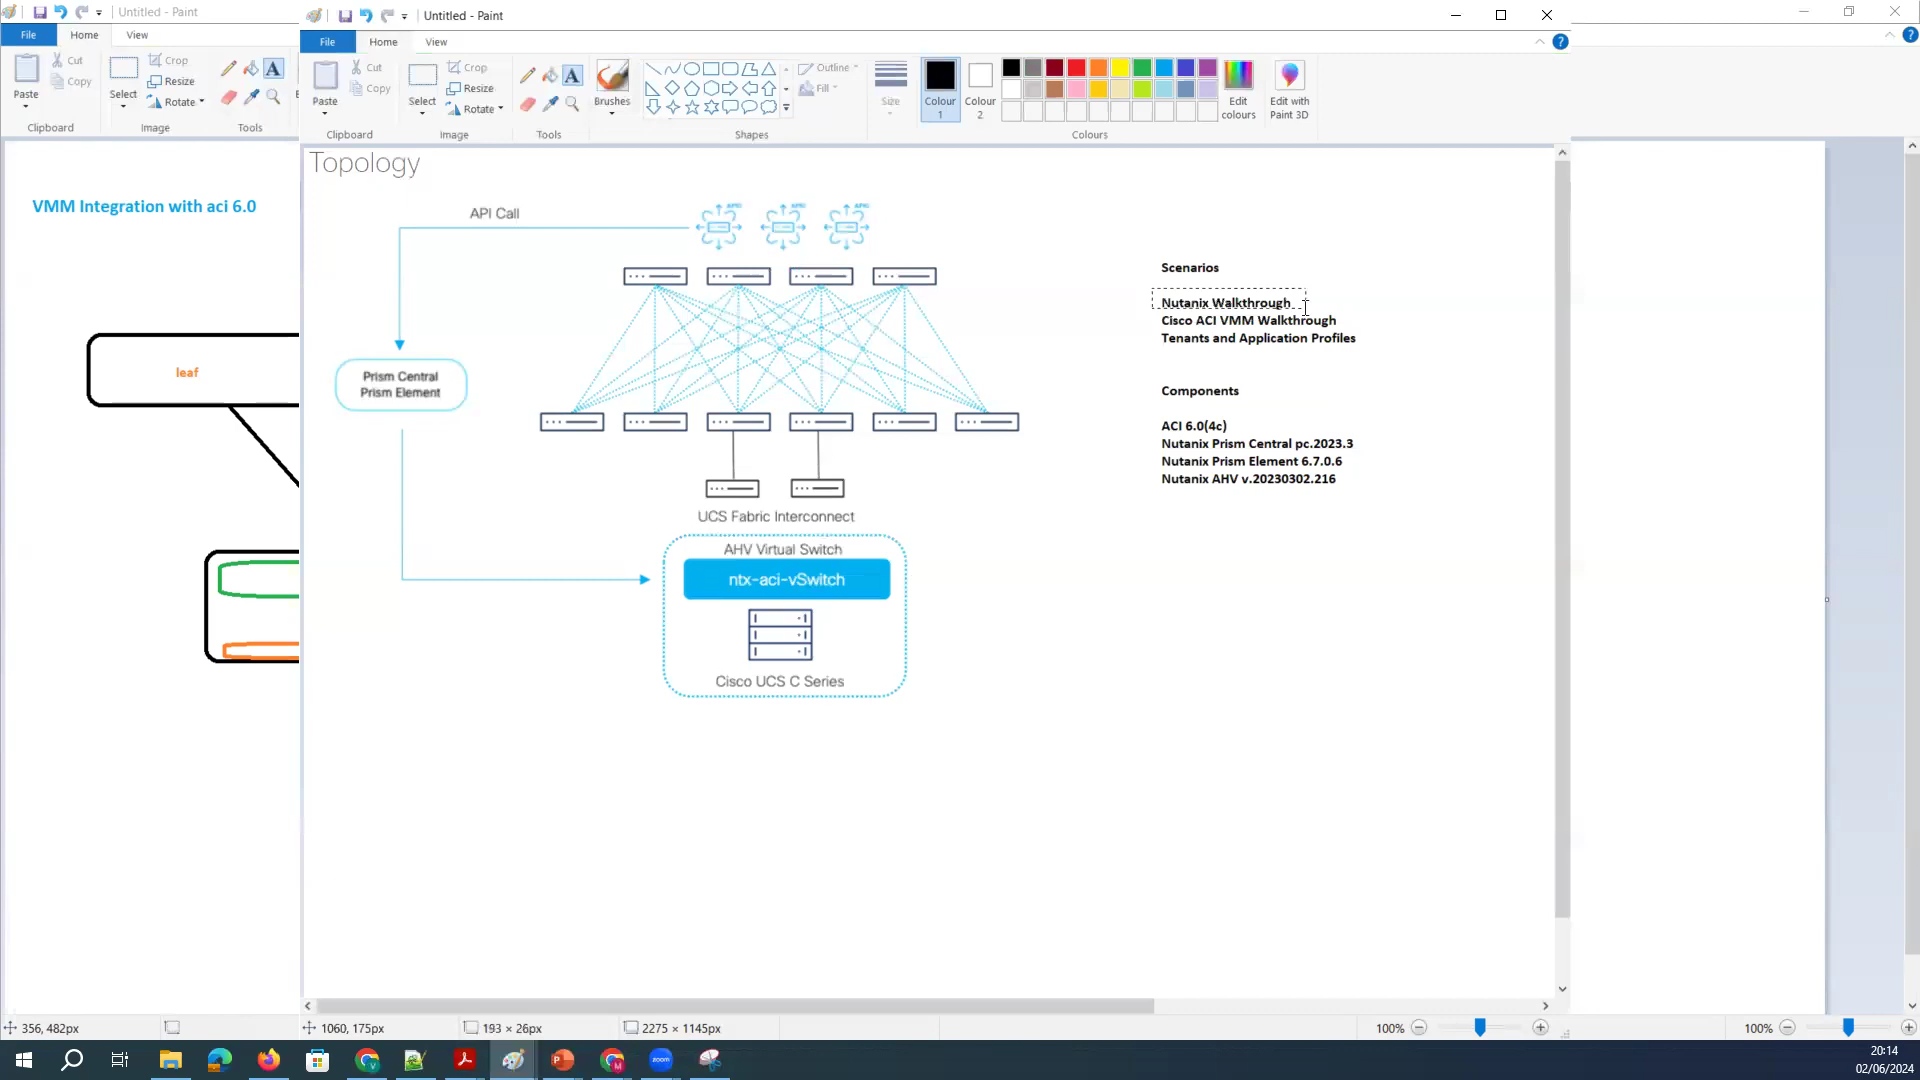 Untitled - Paint
File
Home
View
Paste
Cut
Copy
Clipboard
Select
Crop
Resize
Rotate
Image
Tools
VMM Integration with aci 6.0
leaf
356, 482px
Untitled - Paint
File
Home
View
Paste
Cut
Copy
Clipboard
Select
Crop
Resize
Rotate
Image
A
Tools
Brushes
Outline
Fill
Shapes
Size
Colour
1
Colour
2
Edit
colours
Edit with
Paint 3D
Colours
Topology
API Call
Prism Central
Prism Element
UCS Fabric Interconnect
AHV Virtual Switch
ntx-aci-vSwitch
Cisco UCS C Series
Scenarios
Nutanix Walkthrough
Cisco ACI VMM Walkthrough
Tenants and Application Profiles
Components
ACI 6.0(4c)
Nutanix Prism Central pc.2023.3
Nutanix Prism Element 6.7.0.6
Nutanix AHV v.20230302.216
1060, 175px
193 × 26px
2275 × 1145px
100%
100%
20:14
02/06/2024